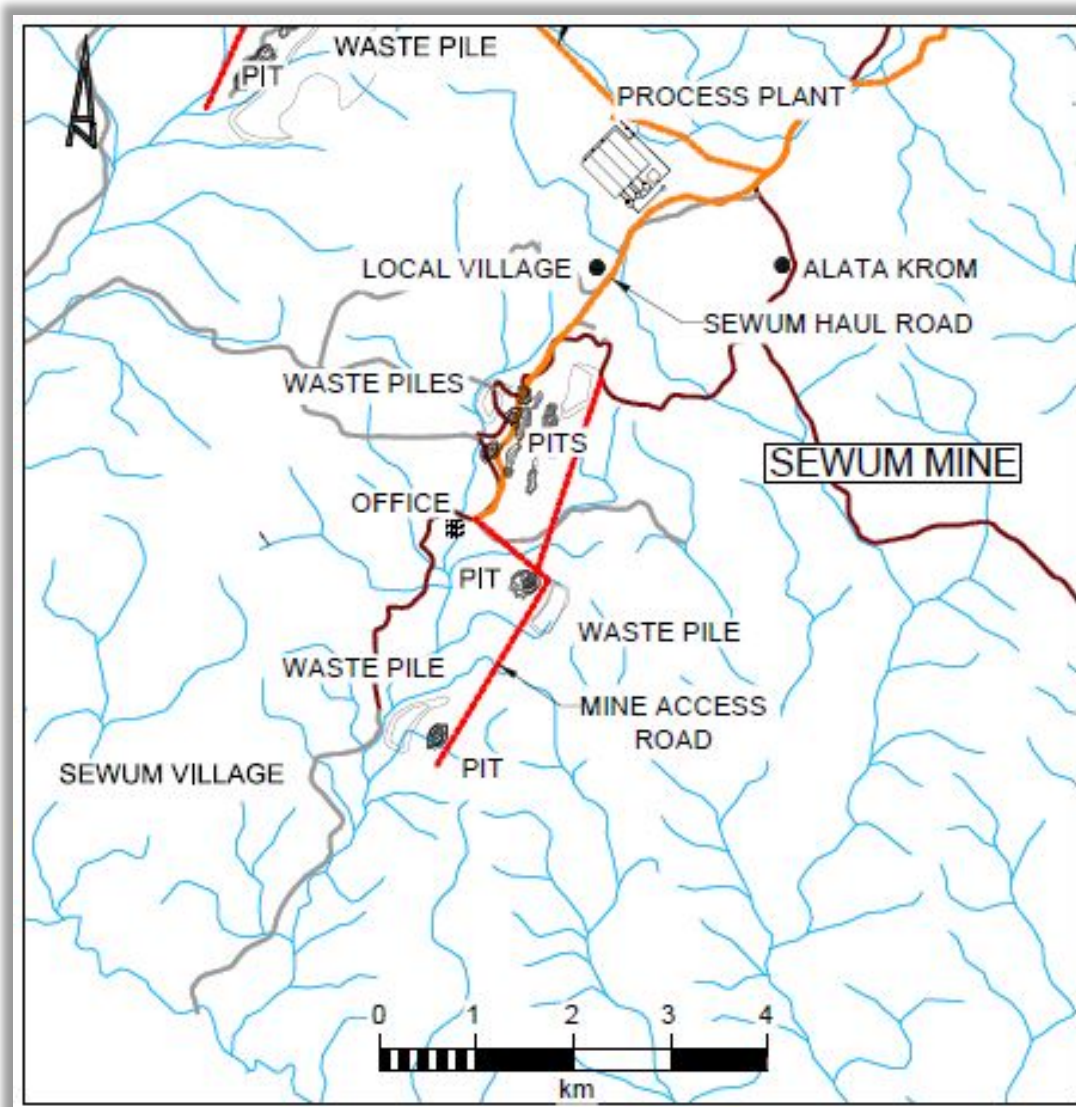 WASTE PILE
PIT
PROCESS PLANT
LOCAL VILLAGE
ALATA KROM
SEWUM HAUL ROAD
WASTE PILES
PITS
SEWUM MINE
OFFICE
PIT
WASTE PILE
WASTE PILE
MINE ACCESS
ROAD
PIT
SEWUM VILLAGE
0 1 2 3 4
km